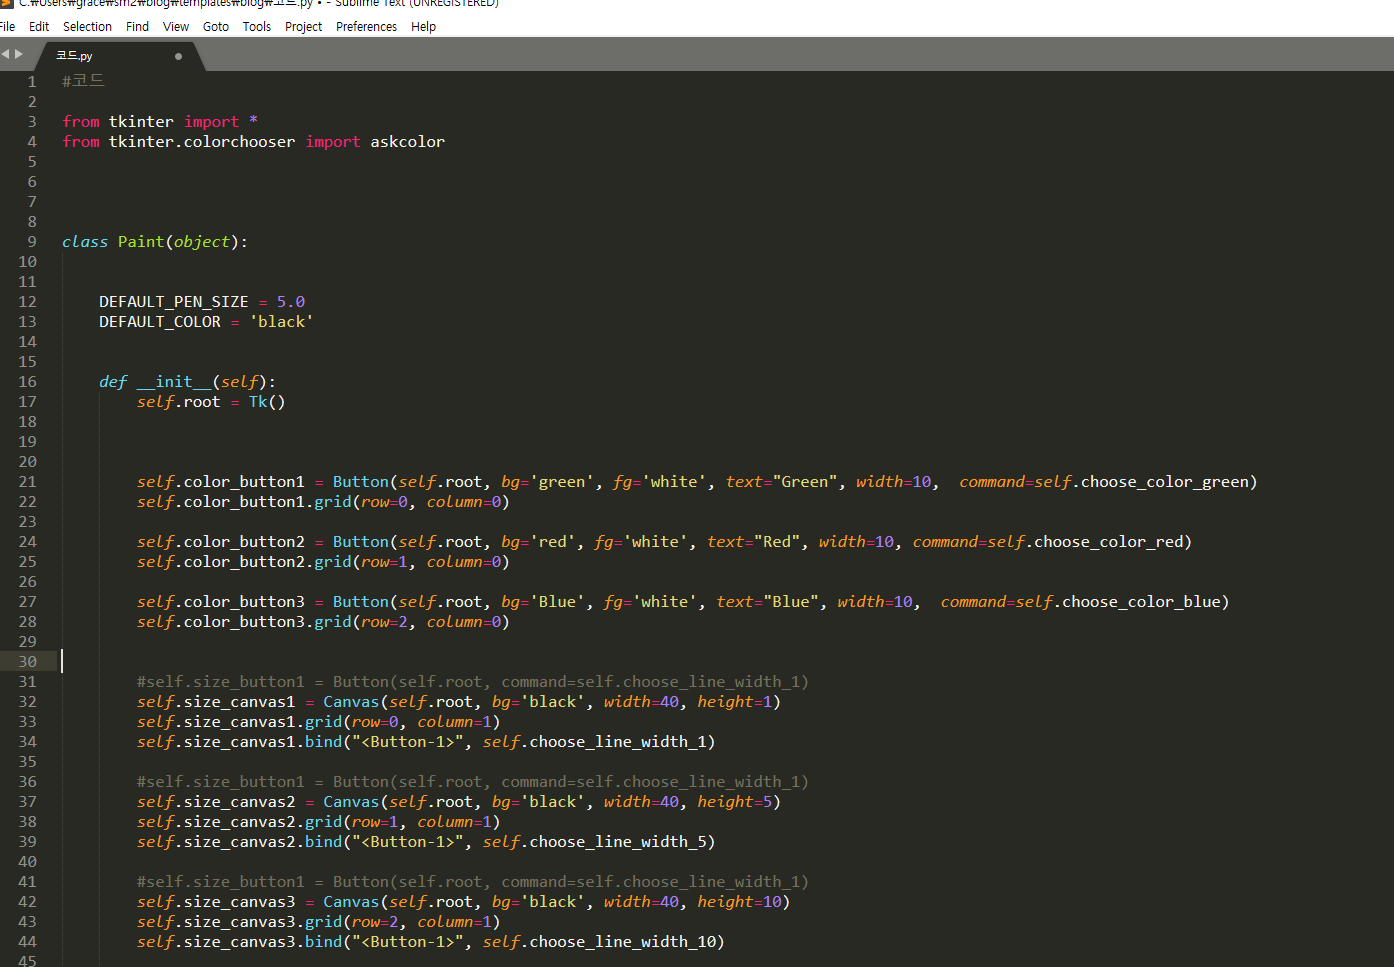 C:\Users\grace\sm2\blog\templates\blog\코드.py • - Sublime Text (UNREGISTERED)
File Edit Selection Find View Goto Tools Project Preferences Help
코드.py
1 #코드
2
3 from tkinter import *
4 from tkinter.colorchooser import askcolor
5
6
7
8
9 class Paint(object):
10
11
12 DEFAULT_PEN_SIZE = 5.0
13 DEFAULT_COLOR = 'black'
14
15
16 def __init__(self):
17 self.root = Tk()
18
19
20
21 self.color_button1 = Button(self.root, bg='green', fg='white', text="Green", width=10,  command=self.choose_color_green)
22 self.color_button1.grid(row=0, column=0)
23
24 self.color_button2 = Button(self.root, bg='red', fg='white', text="Red", width=10, command=self.choose_color_red)
25 self.color_button2.grid(row=1, column=0)
26
27 self.color_button3 = Button(self.root, bg='Blue', fg='white', text="Blue", width=10,  command=self.choose_color_blue)
28 self.color_button3.grid(row=2, column=0)
29
30
31 #self.size_button1 = Button(self.root, command=self.choose_line_width_1)
32 self.size_canvas1 = Canvas(self.root, bg='black', width=40, height=1)
33 self.size_canvas1.grid(row=0, column=1)
34 self.size_canvas1.bind("<Button-1>", self.choose_line_width_1)
35
36 #self.size_button1 = Button(self.root, command=self.choose_line_width_1)
37 self.size_canvas2 = Canvas(self.root, bg='black', width=40, height=5)
38 self.size_canvas2.grid(row=1, column=1)
39 self.size_canvas2.bind("<Button-1>", self.choose_line_width_5)
40
41 #self.size_button1 = Button(self.root, command=self.choose_line_width_1)
42 self.size_canvas3 = Canvas(self.root, bg='black', width=40, height=10)
43 self.size_canvas3.grid(row=2, column=1)
44 self.size_canvas3.bind("<Button-1>", self.choose_line_width_10)
45